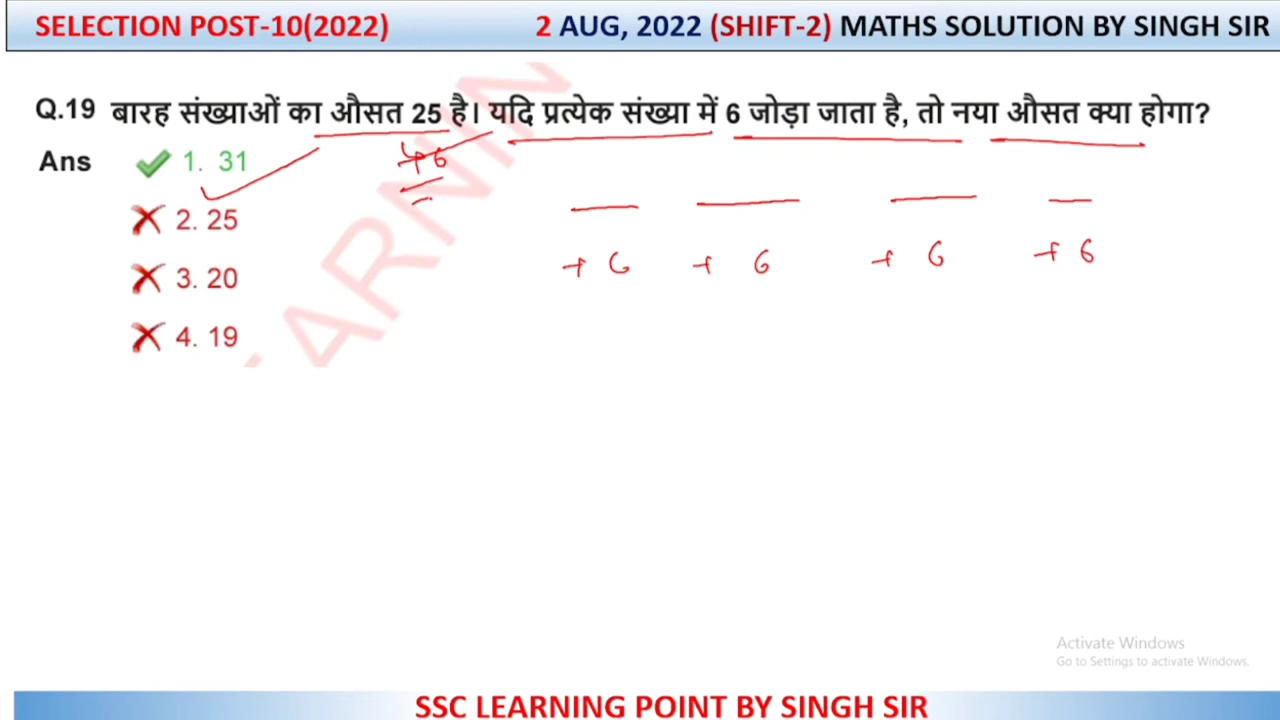 SELECTION POST-10(2022) 2 AUG, 2022 (SHIFT-2) MATHS SOLUTION BY SINGH SIR
Q.19 बारह संख्याओं का औसत 25 है। यदि प्रत्येक संख्या में 6 जोड़ा जाता है, तो नया औसत क्या होगा?
+6
Ans 1. 31
2. 25
+ 6 + 6 + 6 + 6
3. 20
4. 19
Activate Windows
Go to Settings to activate Windows.
SSC LEARNING POINT BY SINGH SIR